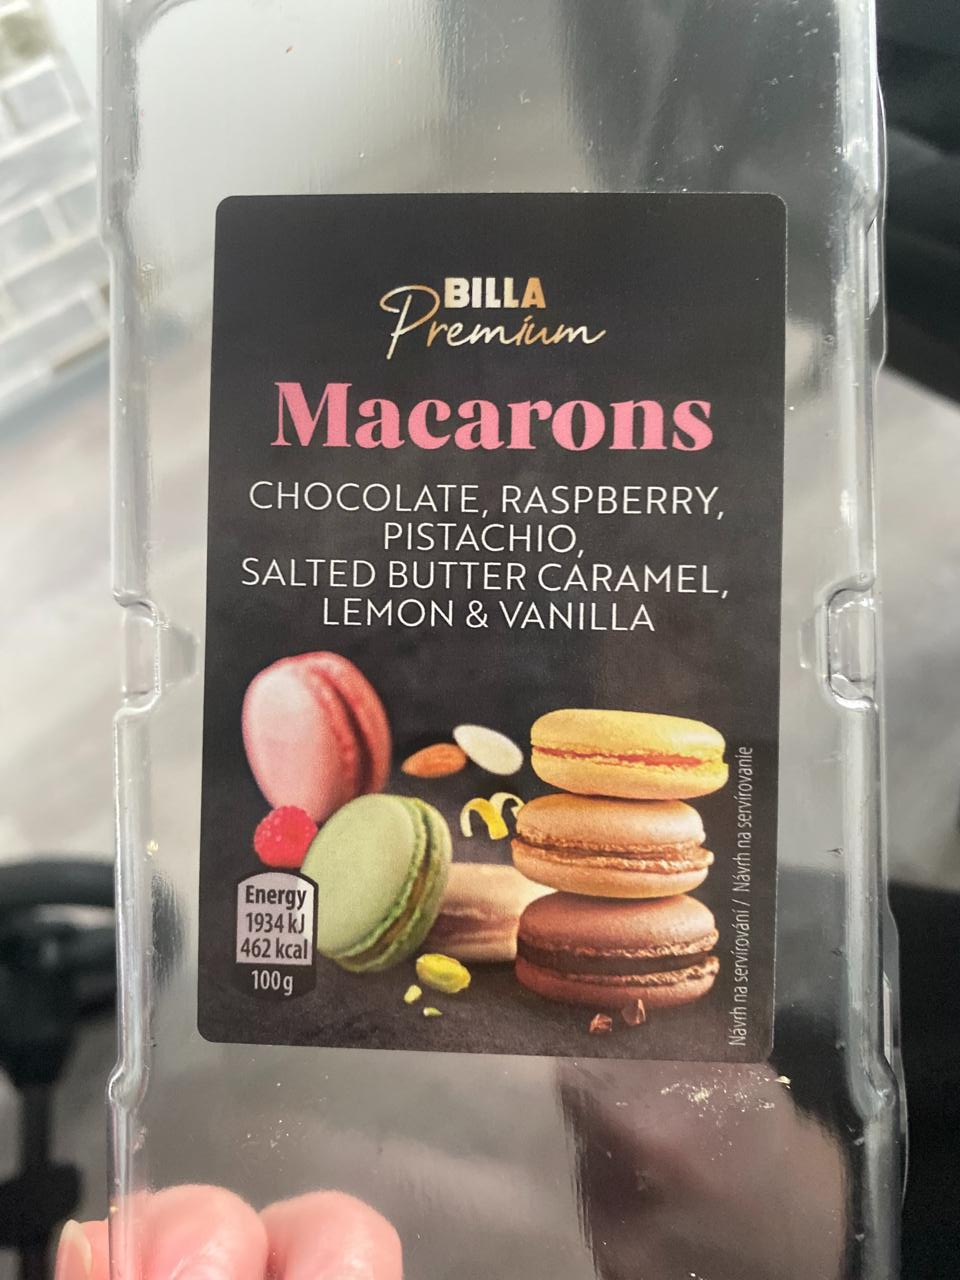 BILLA
Premium
Macarons
CHOCOLATE, RASPBERRY,
PISTACHIO,
SALTED BUTTER CARAMEL,
LEMON & VANILLA
Energy
1934 kJ
462 kcal
100g
Návrh na servírování / Návrh na servírovanie